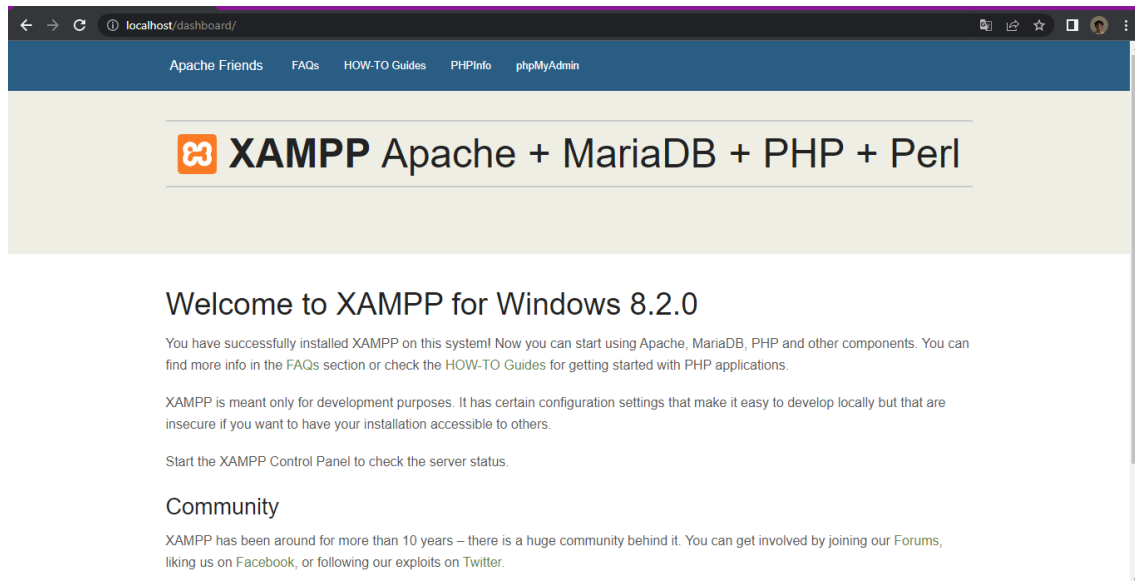 localhost/dashboard/
Apache Friends FAQs HOW-TO Guides PHPInfo phpMyAdmin
XAMPP Apache + MariaDB + PHP + Perl
Welcome to XAMPP for Windows 8.2.0
You have successfully installed XAMPP on this system! Now you can start using Apache, MariaDB, PHP and other components. You can
find more info in the FAQs section or check the HOW-TO Guides for getting started with PHP applications.
XAMPP is meant only for development purposes. It has certain configuration settings that make it easy to develop locally but that are
insecure if you want to have your installation accessible to others.
Start the XAMPP Control Panel to check the server status.
Community
XAMPP has been around for more than 10 years – there is a huge community behind it. You can get involved by joining our Forums,
liking us on Facebook, or following our exploits on Twitter.